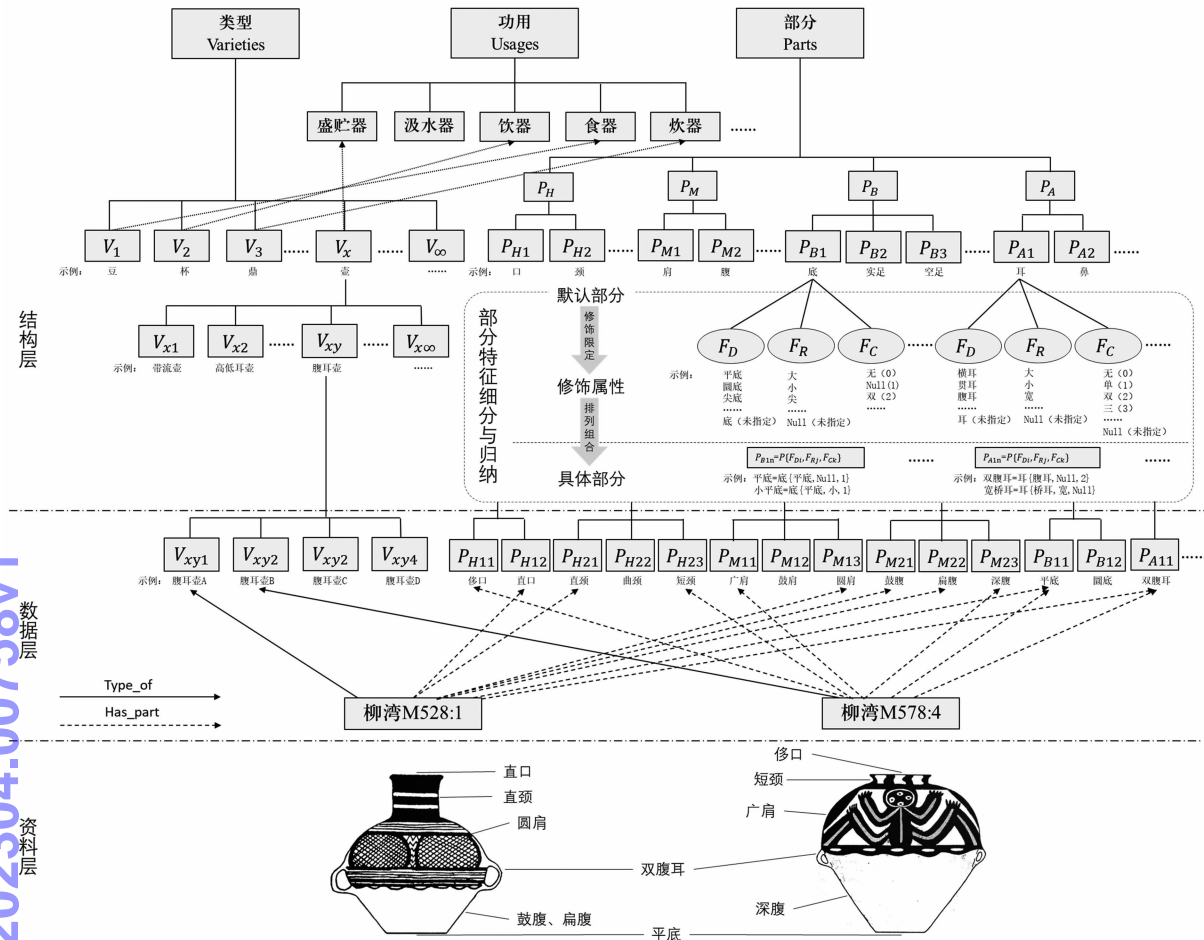 类型
Varieties
功用
Usages
部分
Parts
盛贮器
汲水器
饮器
食器
炊器
……
P_H
P_M
P_B
P_A
V_1
V_2
V_3
……
V_x
……
V_∞
P_H1
P_H2
……
P_M1
P_M2
……
P_B1
P_B2
P_B3
……
P_A1
P_A2
……
示例：
豆
杯
鼎
壶
……
示例：
口
颈
肩
腹
底
实足
空足
耳
鼻
结构层
V_x1
V_x2
……
V_xy
……
V_x∞
示例：
带流壶
高低耳壶
腹耳壶
……
部分特征细分与归纳
默认部分
修饰限定
修饰属性
排列组合
具体部分
F_D
F_R
F_C
……
F_D
F_R
F_C
……
示例：
平底
圜底
尖底
……
底（未指定）
大
小
尖
……
Null（未指定）
无（0）
Null(1)
双（2）
……
横耳
贯耳
腹耳
……
耳（未指定）
大
小
宽
……
Null（未指定）
无（0）
单（1）
双（2）
三（3）
……
Null（未指定）
P_B1n=P{F_Di,F_Rj,F_Ck}
……
P_A1n=P{F_Di,F_Rj,F_Ck}
……
示例：平底=底{平底,Null,1}
小平底=底{平底,小,1}
示例：双腹耳=耳{腹耳,Null,2}
宽桥耳=耳{桥耳,宽,Null}
V_xy1
V_xy2
V_xy2
V_xy4
P_H11
P_H12
P_H21
P_H22
P_H23
P_M11
P_M12
P_M13
P_M21
P_M22
P_M23
P_B11
P_B12
P_A11
……
示例：
腹耳壶A
腹耳壶B
腹耳壶C
腹耳壶D
侈口
直口
直颈
曲颈
短颈
广肩
鼓肩
圆肩
鼓腹
扁腹
深腹
平底
圜底
双腹耳
数据层
Type_of
Has_part
柳湾M528:1
柳湾M578:4
资料层
直口
直颈
圆肩
双腹耳
鼓腹、扁腹
平底
侈口
短颈
广肩
深腹